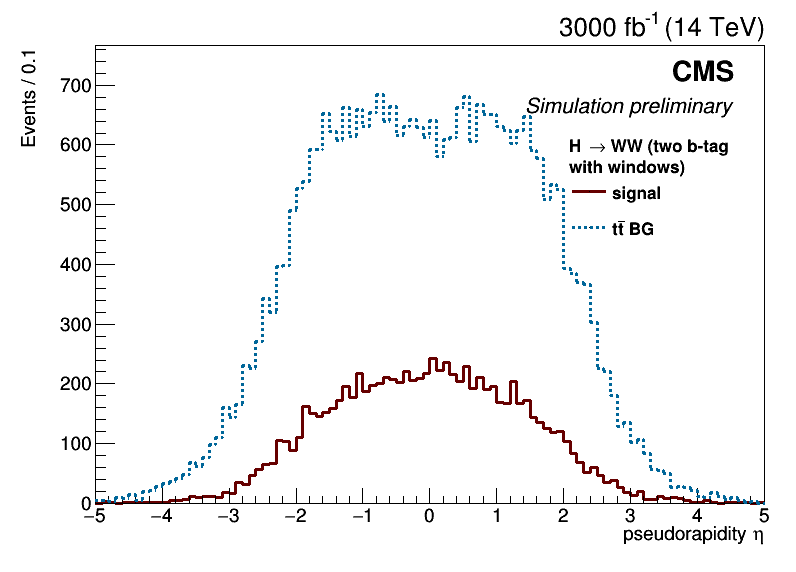 3000 fb⁻¹ (14 TeV)
Events / 0.1
CMS
Simulation preliminary
H → WW (two b-tag
with windows)
signal
tt̄ BG
700
600
500
400
300
200
100
0
−5 −4 −3 −2 −1 0 1 2 3 4 5
pseudorapidity η